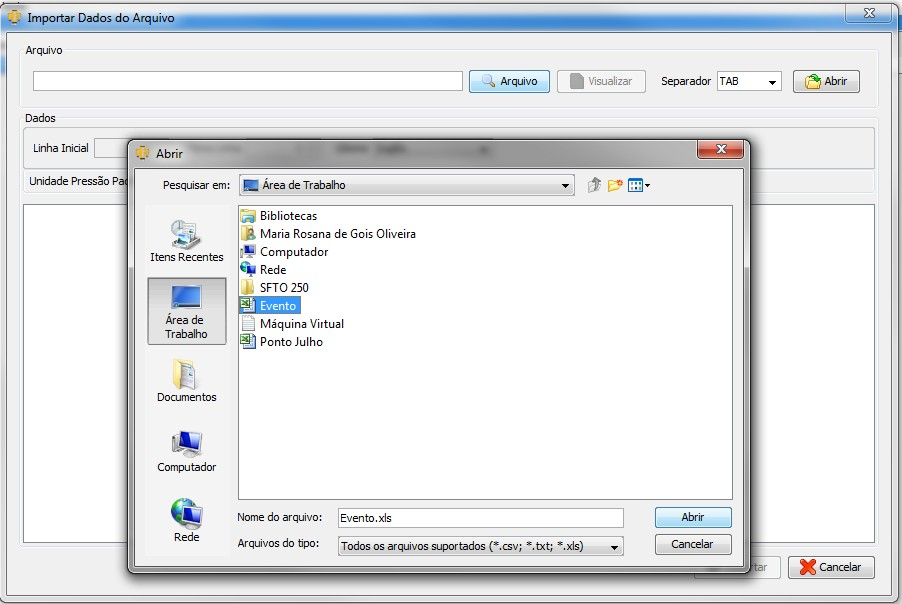 Importar Dados do Arquivo
Arquivo
Arquivo Visualizar Separador TAB Abrir
Dados
Linha Inicial
Unidade Pressão
Abrir
Pesquisar em: Área de Trabalho
Itens Recentes
Área de
Trabalho
Documentos
Computador
Rede
Bibliotecas
Maria Rosana de Gois Oliveira
Computador
Rede
SFTO 250
Evento
Máquina Virtual
Ponto Julho
Nome do arquivo: Evento.xls Abrir
Arquivos do tipo: Todos os arquivos suportados (*.csv; *.txt; *.xls) Cancelar
Cancelar